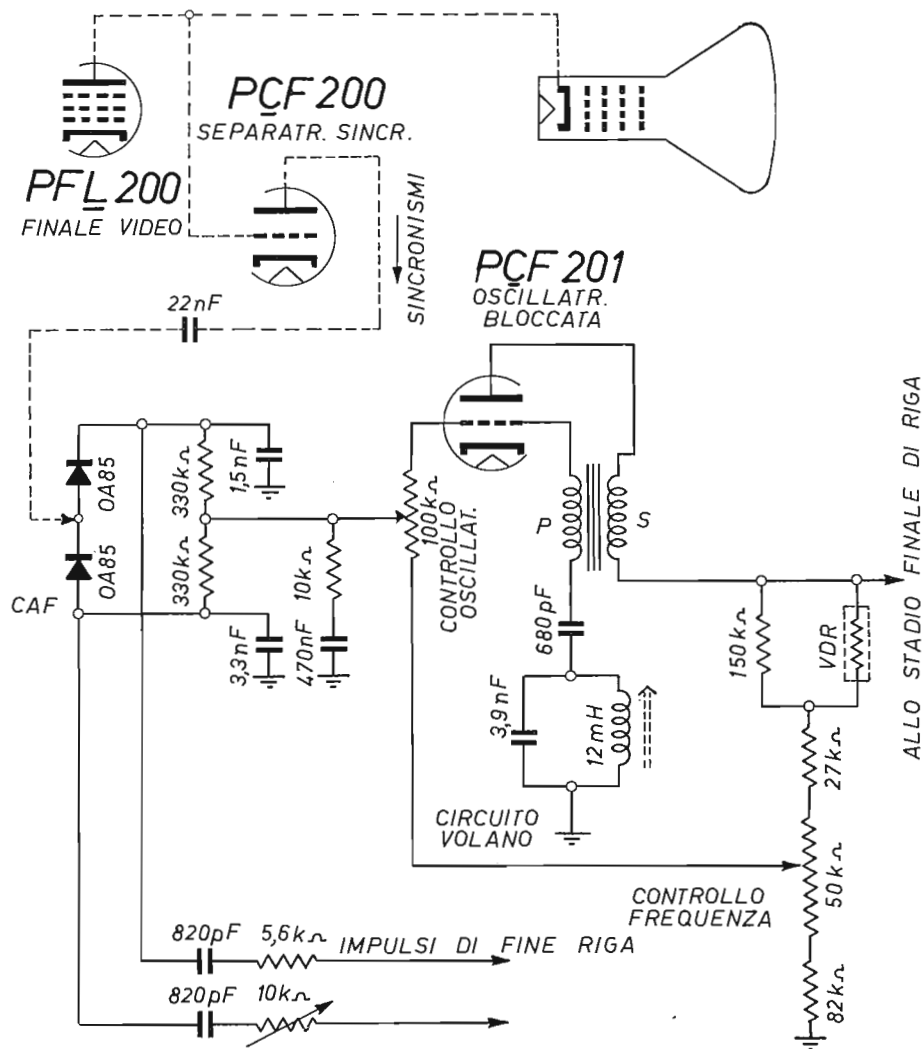 PCF 200
SEPARATR. SINCR.
PFL 200
FINALE VIDEO
SINCRONISMI
22nF
PCF 201
OSCILLATR.
BLOCCATA
OA85
OA85
CAF
330kΩ
330kΩ
1,5nF
3,3nF
10kΩ
470nF
100kΩ
CONTROLLO
OSCILLAT.
P
S
680pF
3,9nF
12mH
CIRCUITO
VOLANO
150kΩ
VDR
27kΩ
50kΩ
82kΩ
CONTROLLO
FREQUENZA
ALLO STADIO FINALE DI RIGA
820pF
5,6kΩ
IMPULSI DI FINE RIGA
820pF
10kΩ